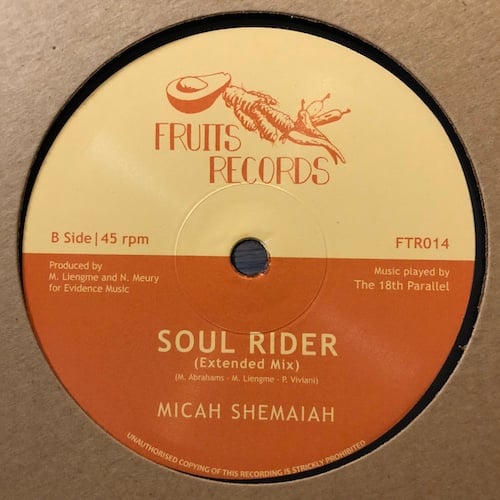 FRUITS
RECORDS
B Side | 45 rpm
FTR014
Produced by
M. Liengme and N. Meury
for Evidence Music
Music played by
The 18th Parallel
SOUL RIDER
(Extended Mix)
(M. Abrahams - M. Liengme - P. Viviani)
MICAH SHEMAIAH
UNAUTHORISED COPYING OF THIS RECORDING IS STRICKLY PROHIBITED